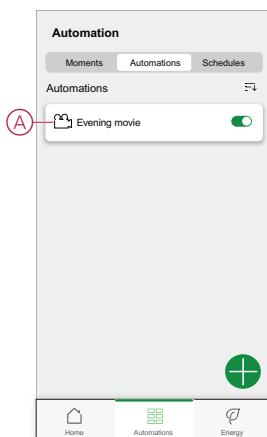 Automation
Moments Automations Schedules
Automations
A Evening movie
Home Automations Energy